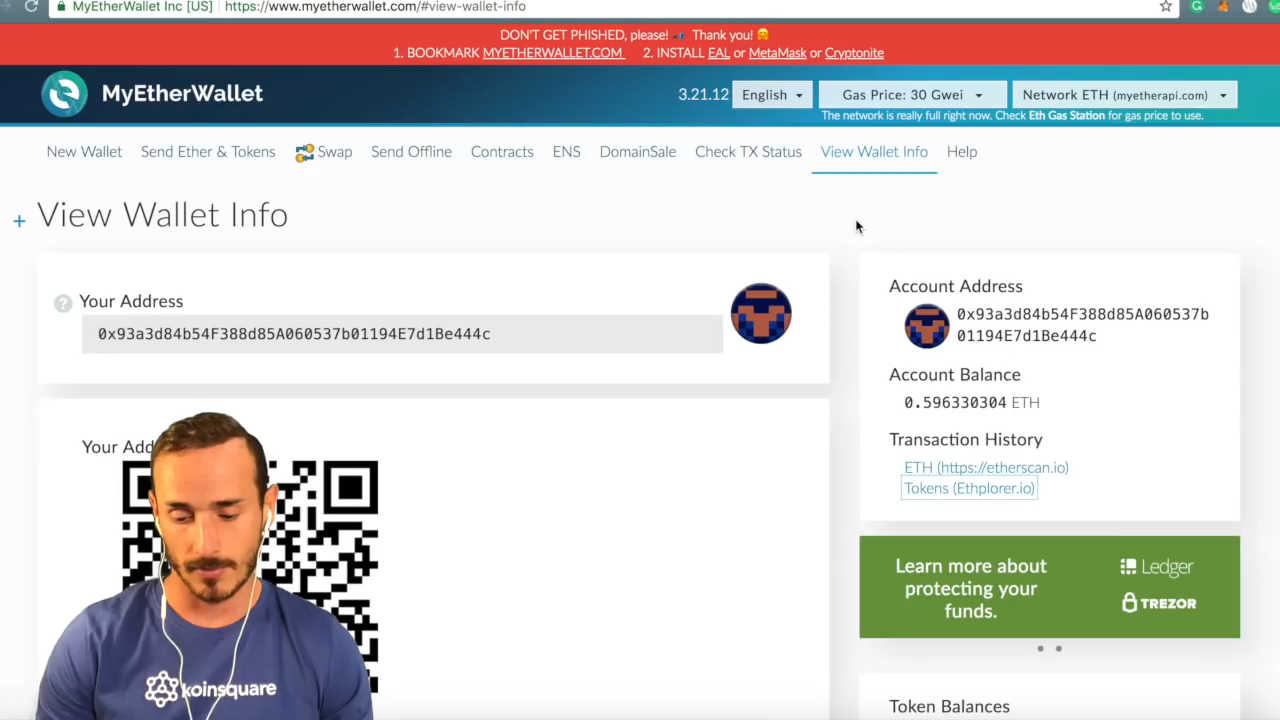 MyEtherWallet Inc [US]
https://www.myetherwallet.com/#view-wallet-info
DON'T GET PHISHED, please! Thank you!
1. BOOKMARK MYETHERWALLET.COM 2. INSTALL EAL or MetaMask or Cryptonite
MyEtherWallet
3.21.12
English
Gas Price: 30 Gwei
Network ETH (myetherapi.com)
The network is really full right now. Check Eth Gas Station for gas price to use.
New Wallet
Send Ether & Tokens
Swap
Send Offline
Contracts
ENS
DomainSale
Check TX Status
View Wallet Info
Help
+ View Wallet Info
? Your Address
0x93a3d84b54F388d85A060537b01194E7d1Be444c
Your Add
koinsquare
Account Address
0x93a3d84b54F388d85A060537b
01194E7d1Be444c
Account Balance
0.596330304 ETH
Transaction History
ETH (https://etherscan.io)
Tokens (Ethplorer.io)
Learn more about
protecting your
funds.
Ledger
TREZOR
Token Balances